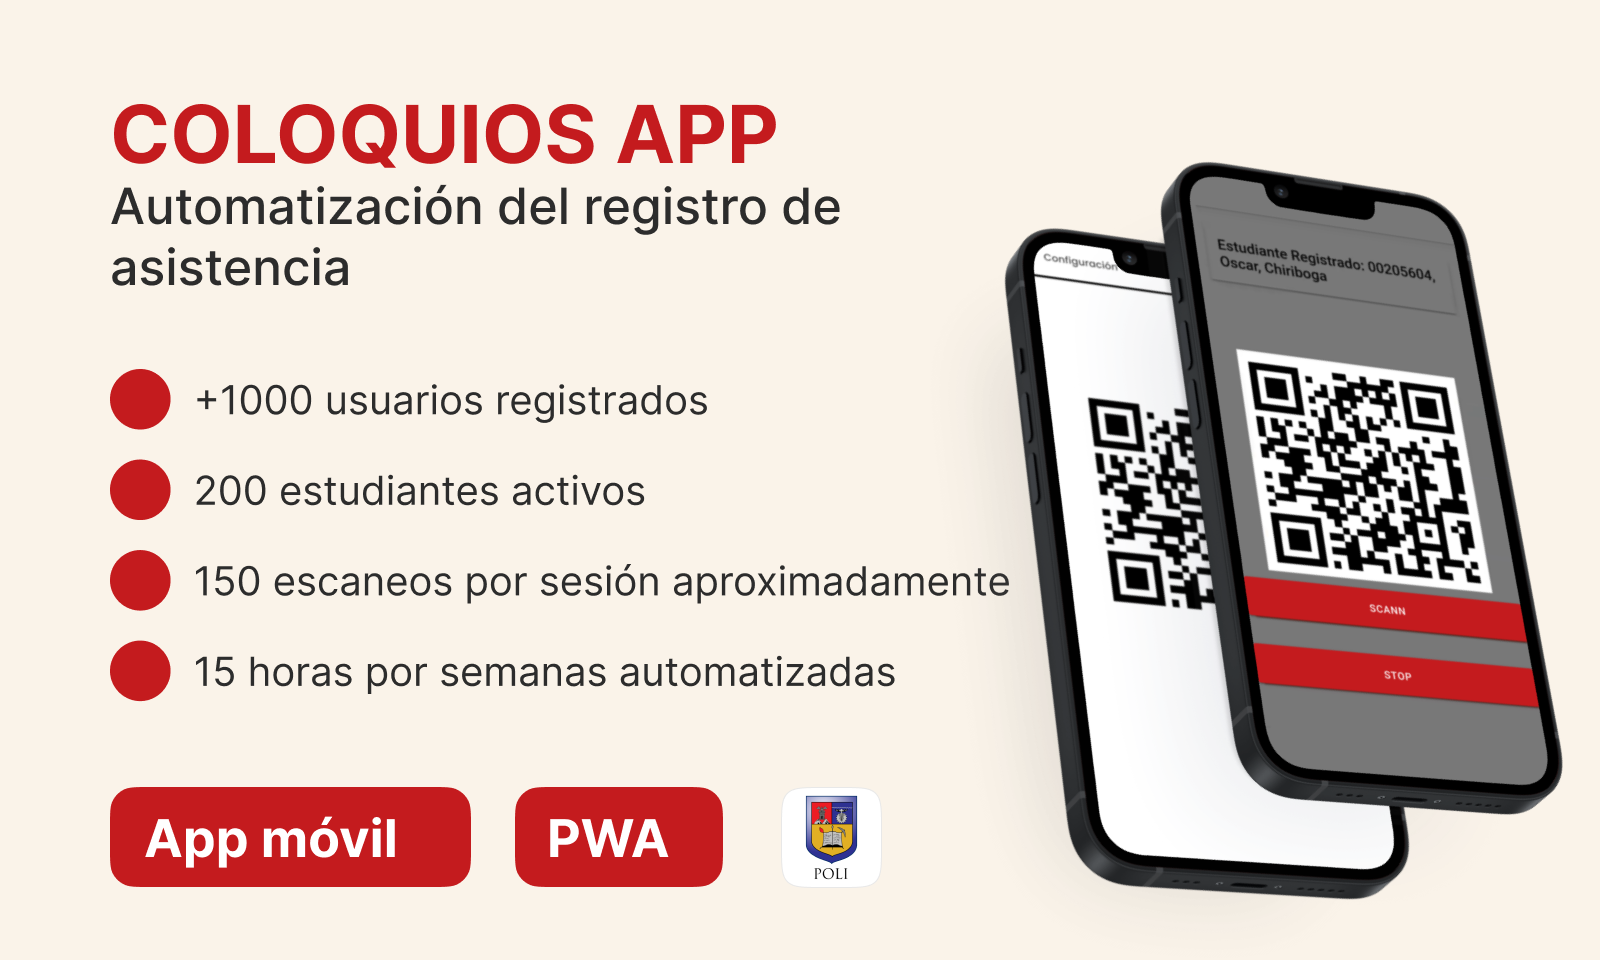 COLOQUIOS APP
Automatización del registro de
asistencia
+1000 usuarios registrados
200 estudiantes activos
150 escaneos por sesión aproximadamente
15 horas por semanas automatizadas
App móvil
PWA
POLI
Configuración
Estudiante Registrado: 00205604,
Oscar, Chiriboga
SCANN
STOP